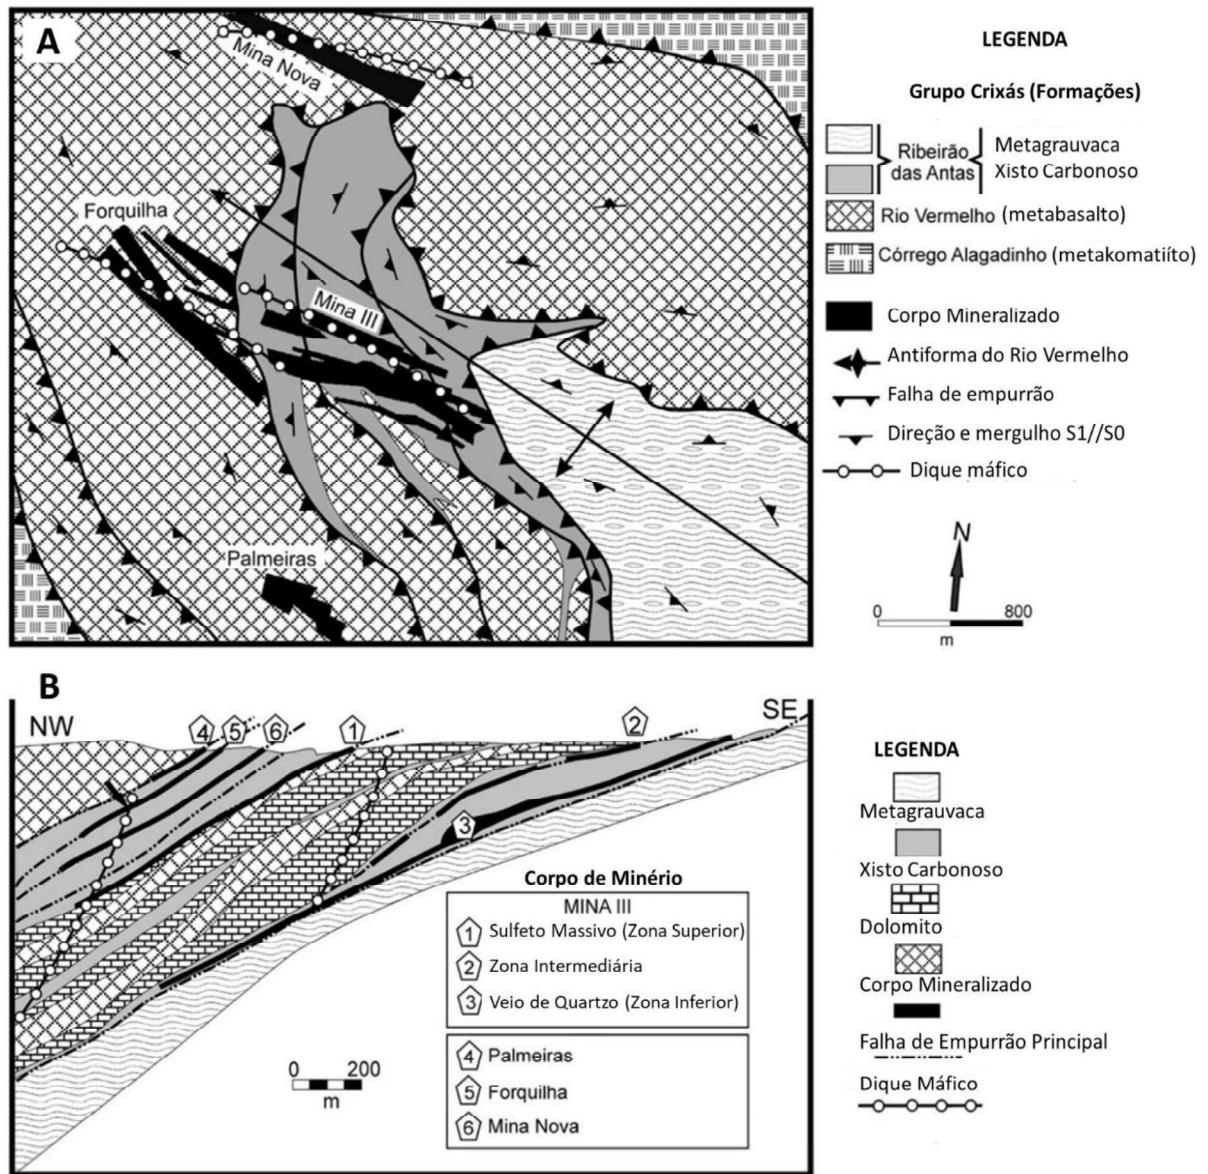 A
Mina Nova
Forquilha
Mina III
Palmeiras
LEGENDA
Grupo Crixás (Formações)
Ribeirão das Antas
Metagrauvaca
Xisto Carbonoso
Rio Vermelho (metabasalto)
Córrego Alagadinho (metakomatiíto)
Corpo Mineralizado
Antiforma do Rio Vermelho
Falha de empurrão
Direção e mergulho S1//S0
Dique máfico
N
0 800
m
B
NW
SE
4 5 6 1 2
3
Corpo de Minério
MINA III
1 Sulfeto Massivo (Zona Superior)
2 Zona Intermediária
3 Veio de Quartzo (Zona Inferior)
4 Palmeiras
5 Forquilha
6 Mina Nova
0 200
m
LEGENDA
Metagrauvaca
Xisto Carbonoso
Dolomito
Corpo Mineralizado
Falha de Empurrão Principal
Dique Máfico